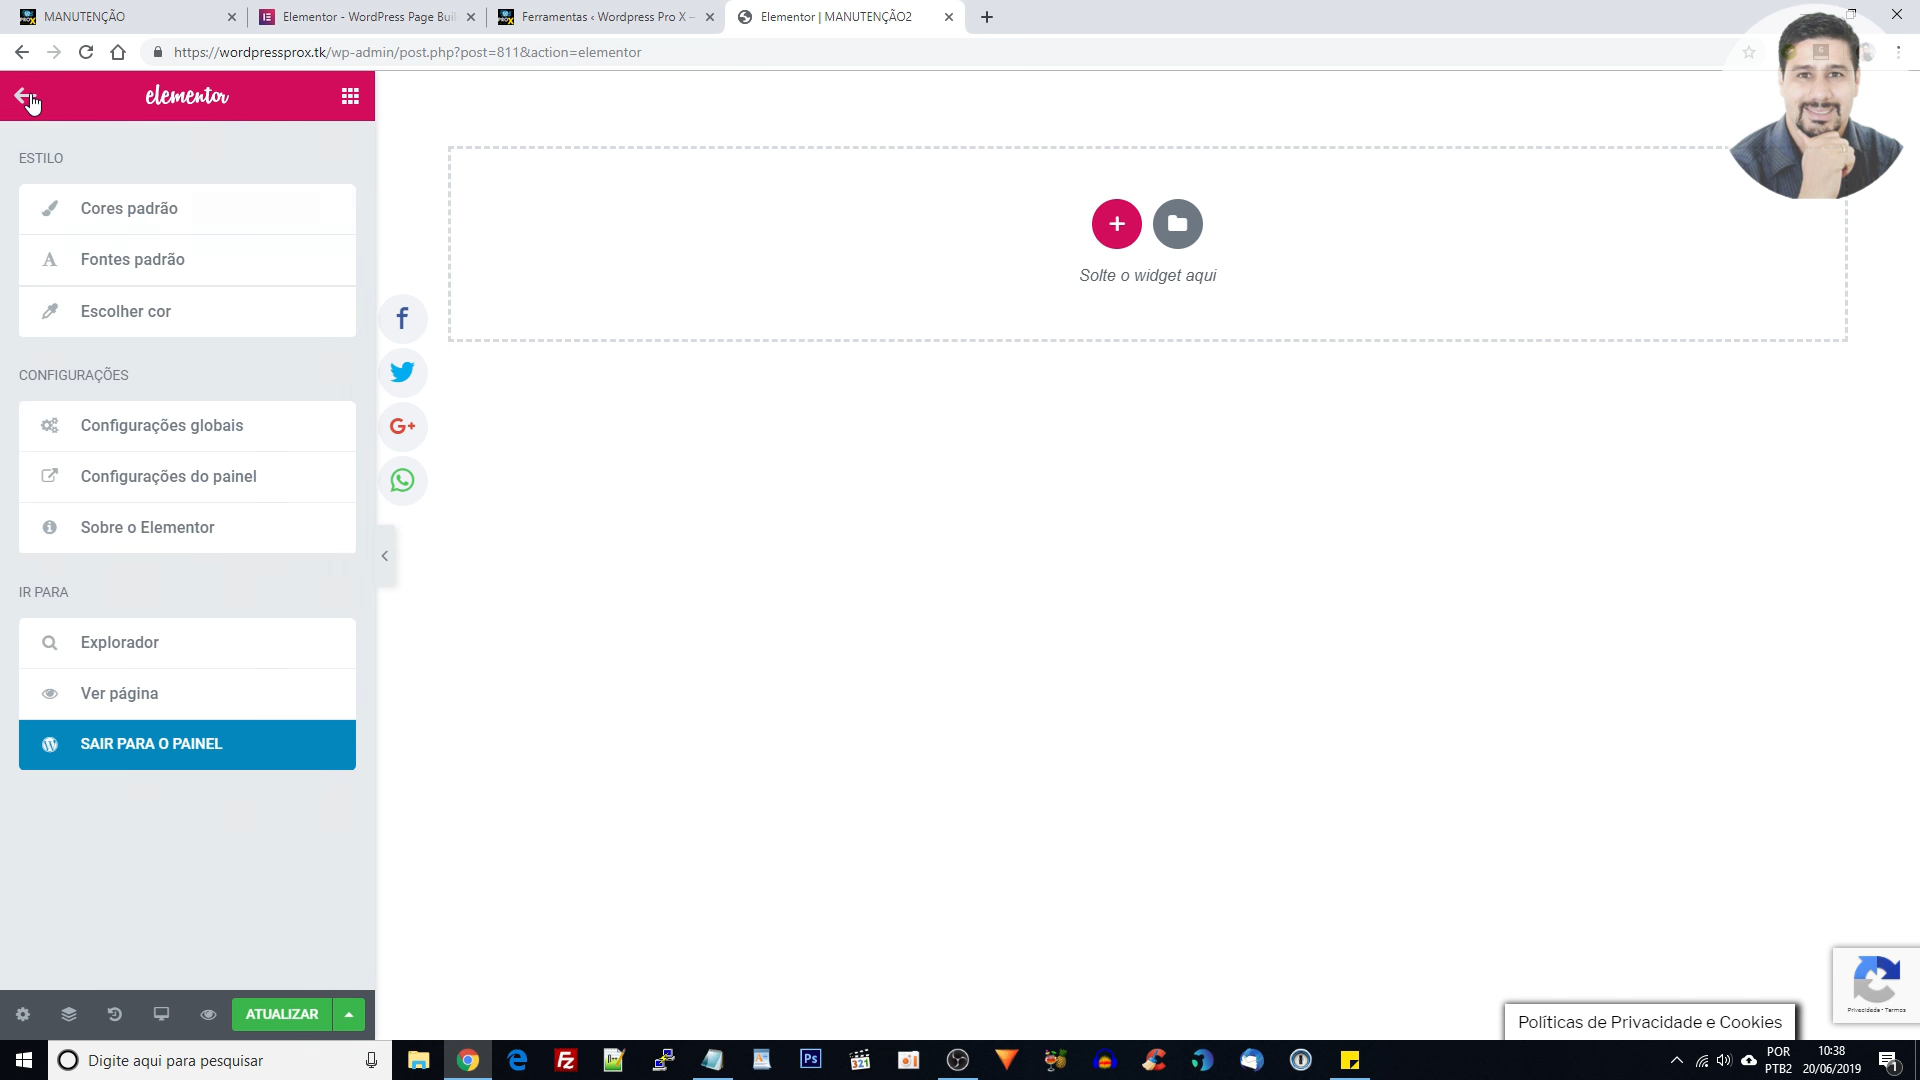 MANUTENÇÃO
Elementor - WordPress Page Buil
Ferramentas ‹ Wordpress Pro X –
Elementor | MANUTENÇÃO2
https://wordpressprox.tk/wp-admin/post.php?post=811&action=elementor
elementor
ESTILO
Cores padrão
Fontes padrão
Escolher cor
CONFIGURAÇÕES
Configurações globais
Configurações do painel
Sobre o Elementor
IR PARA
Explorador
Ver página
SAIR PARA O PAINEL
ATUALIZAR
Solte o widget aqui
Privacidade - Termos
Políticas de Privacidade e Cookies
Digite aqui para pesquisar
POR
PTB2
10:38
20/06/2019